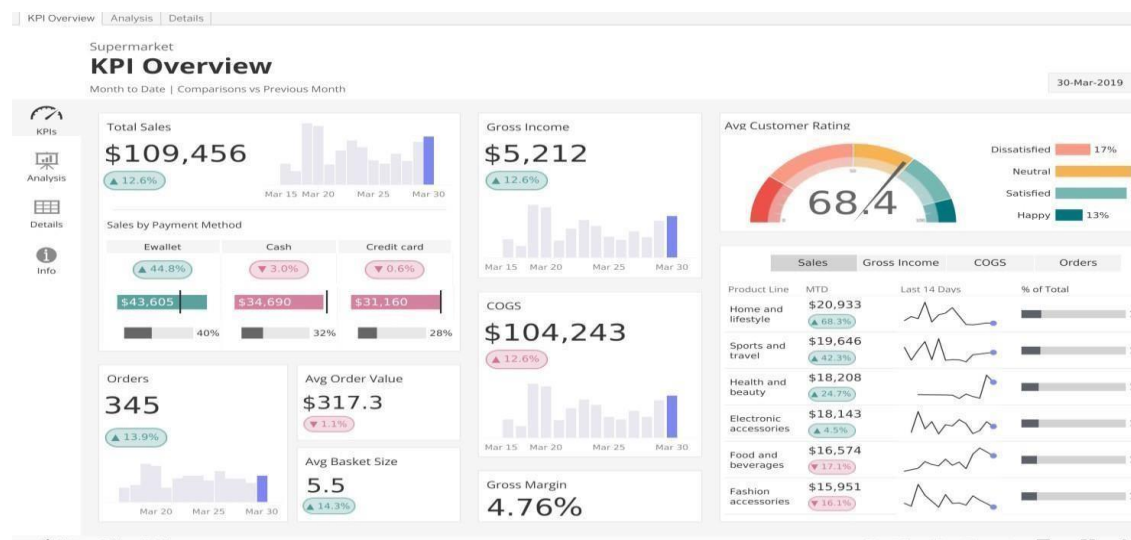 KPI Overview Analysis Details
Supermarket
KPI Overview
Month to Date | Comparisons vs Previous Month
30-Mar-2019
KPIs
Analysis
Details
Info
Total Sales
$109,456
▲ 12.6%
Mar 15 Mar 20 Mar 25 Mar 30
Sales by Payment Method
Ewallet Cash Credit card
▲ 44.8% ▼ 3.0% ▼ 0.6%
$43,605 $34,690 $31,160
40% 32% 28%
Orders
345
▲ 13.9%
Mar 20 Mar 25 Mar 30
Avg Order Value
$317.3
▼ 1.1%
Avg Basket Size
5.5
▲ 14.3%
Gross Income
$5,212
▲ 12.6%
Mar 15 Mar 20 Mar 25 Mar 30
COGS
$104,243
▲ 12.6%
Mar 15 Mar 20 Mar 25 Mar 30
Gross Margin
4.76%
Avg Customer Rating
68.4
Dissatisfied 17%
Neutral
Satisfied
Happy 13%
Sales Gross Income COGS Orders
Product Line MTD Last 14 Days % of Total
Home and
lifestyle
$20,933
▲ 68.3%
Sports and
travel
$19,646
▲ 42.3%
Health and
beauty
$18,208
▲ 24.7%
Electronic
accessories
$18,143
▲ 4.5%
Food and
beverages
$16,574
▼ 17.1%
Fashion
accessories
$15,951
▼ 16.1%